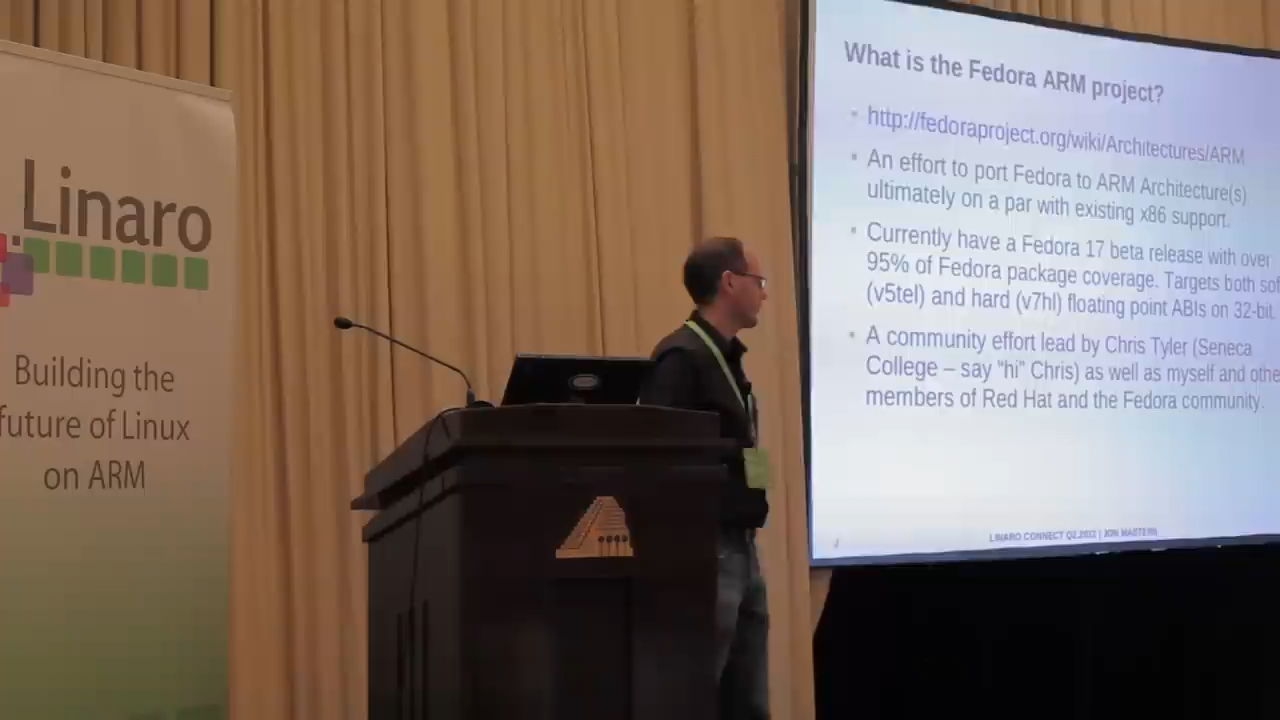 Linaro
Building the
future of Linux
on ARM
What is the Fedora ARM project?
http://fedoraproject.org/wiki/Architectures/ARM
An effort to port Fedora to ARM Architecture(s)
ultimately on a par with existing x86 support.
Currently have a Fedora 17 beta release with over
95% of Fedora package coverage. Targets both sof
(v5tel) and hard (v7hl) floating point ABIs on 32-bit.
A community effort lead by Chris Tyler (Seneca
College – say "hi" Chris) as well as myself and othe
members of Red Hat and the Fedora community.
LINARO CONNECT Q2.2012 | JON MASTERS